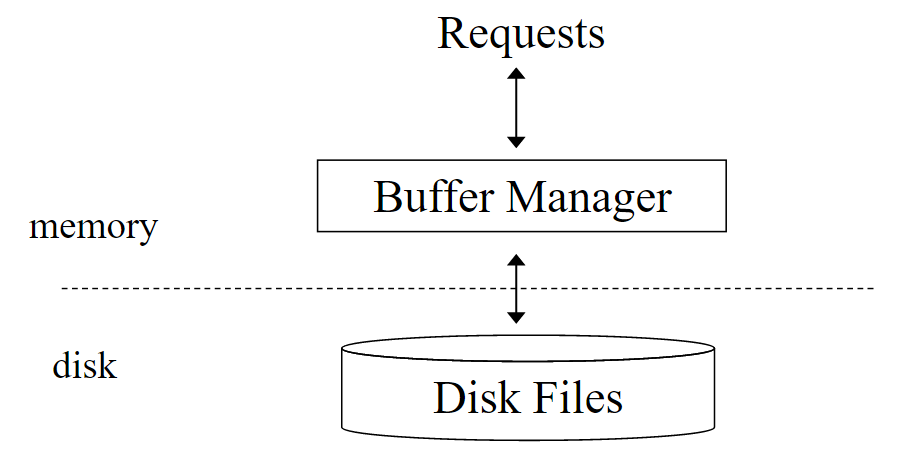 Requests
Buffer Manager
memory
disk
Disk Files